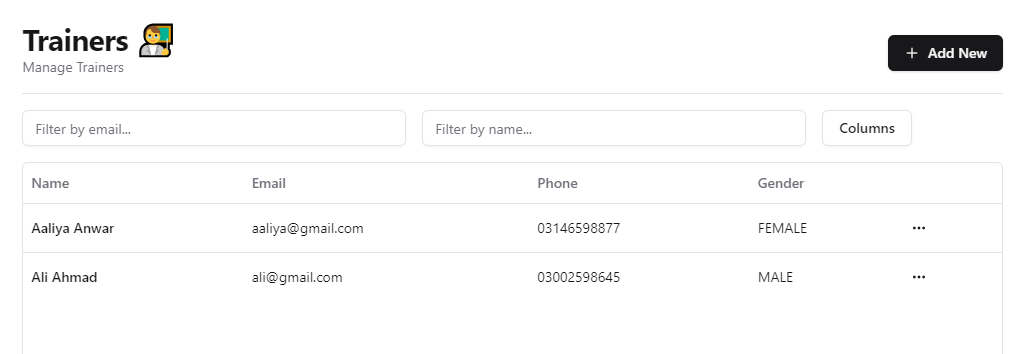 Trainers
Manage Trainers
+ Add New
Filter by email...
Filter by name...
Columns
Name Email Phone Gender
Aaliya Anwar aaliya@gmail.com 03146598877 FEMALE ···
Ali Ahmad ali@gmail.com 03002598645 MALE ···